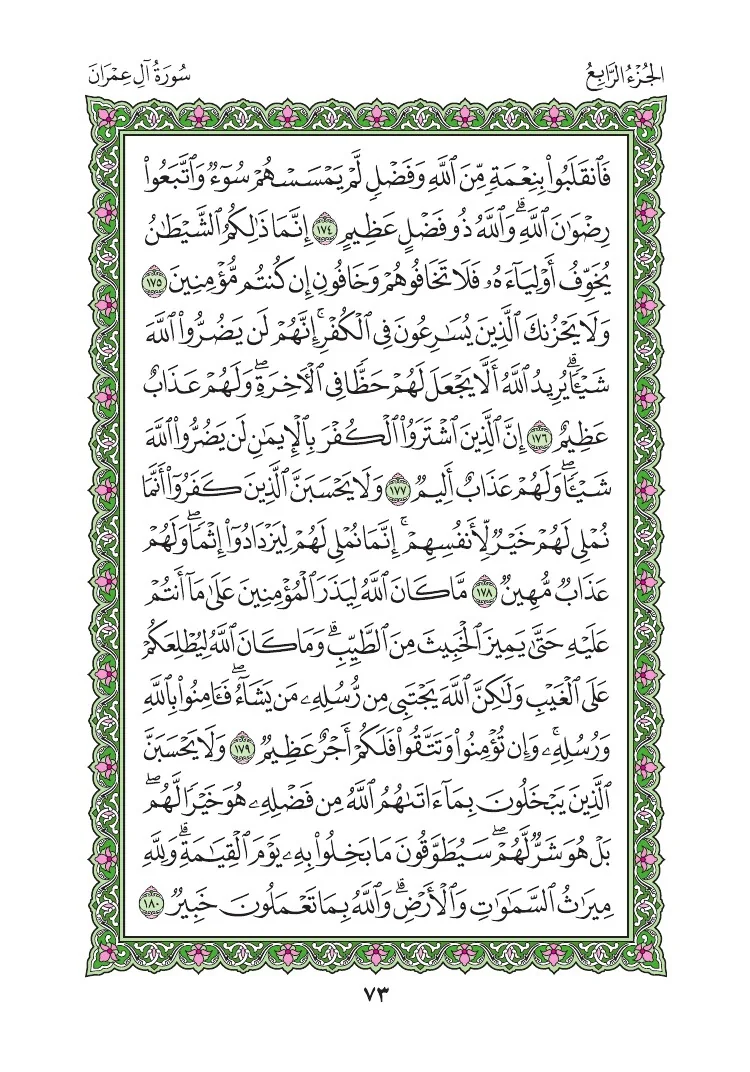 الجُزْءُ الرَّابِعُ
سُورَةُ آلِ عِمْرَانَ
فَٱنقَلَبُوا۟ بِنِعْمَةٍ مِّنَ ٱللَّهِ وَفَضْلٍ لَّمْ يَمْسَسْهُمْ سُوٓءٌ وَٱتَّبَعُوا۟
رِضْوَٰنَ ٱللَّهِ ۗ وَٱللَّهُ ذُو فَضْلٍ عَظِيمٍ ١٧٤ إِنَّمَا ذَٰلِكُمُ ٱلشَّيْطَٰنُ
يُخَوِّفُ أَوْلِيَآءَهُۥ فَلَا تَخَافُوهُمْ وَخَافُونِ إِن كُنتُم مُّؤْمِنِينَ ١٧٥
وَلَا يَحْزُنكَ ٱلَّذِينَ يُسَٰرِعُونَ فِى ٱلْكُفْرِ ۚ إِنَّهُمْ لَن يَضُرُّوا۟ ٱللَّهَ
شَيْـًٔا ۗ يُرِيدُ ٱللَّهُ أَلَّا يَجْعَلَ لَهُمْ حَظًّا فِى ٱلْءَاخِرَةِ ۖ وَلَهُمْ عَذَابٌ
عَظِيمٌ ١٧٦ إِنَّ ٱلَّذِينَ ٱشْتَرَوُا۟ ٱلْكُفْرَ بِٱلْإِيمَٰنِ لَن يَضُرُّوا۟ ٱللَّهَ
شَيْـًٔا ۖ وَلَهُمْ عَذَابٌ أَلِيمٌ ١٧٧ وَلَا يَحْسَبَنَّ ٱلَّذِينَ كَفَرُوٓا۟ أَنَّمَا
نُمْلِى لَهُمْ خَيْرٌ لِّأَنفُسِهِمْ ۚ إِنَّمَا نُمْلِى لَهُمْ لِيَزْدَادُوٓا۟ إِثْمًا ۖ وَلَهُمْ
عَذَابٌ مُّهِينٌ ١٧٨ مَّا كَانَ ٱللَّهُ لِيَذَرَ ٱلْمُؤْمِنِينَ عَلَىٰ مَآ أَنتُمْ
عَلَيْهِ حَتَّىٰ يَمِيزَ ٱلْخَبِيثَ مِنَ ٱلطَّيِّبِ ۗ وَمَا كَانَ ٱللَّهُ لِيُطْلِعَكُمْ
عَلَى ٱلْغَيْبِ وَلَٰكِنَّ ٱللَّهَ يَجْتَبِى مِن رُّسُلِهِۦ مَن يَشَآءُ ۖ فَـَٔامِنُوا۟ بِٱللَّهِ
وَرُسُلِهِۦ ۚ وَإِن تُؤْمِنُوا۟ وَتَتَّقُوا۟ فَلَكُمْ أَجْرٌ عَظِيمٌ ١٧٩ وَلَا يَحْسَبَنَّ
ٱلَّذِينَ يَبْخَلُونَ بِمَآ ءَاتَىٰهُمُ ٱللَّهُ مِن فَضْلِهِۦ هُوَ خَيْرًا لَّهُم ۖ
بَلْ هُوَ شَرٌّ لَّهُمْ ۖ سَيُطَوَّقُونَ مَا بَخِلُوا۟ بِهِۦ يَوْمَ ٱلْقِيَٰمَةِ ۗ وَلِلَّهِ
مِيرَٰثُ ٱلسَّمَٰوَٰتِ وَٱلْأَرْضِ ۗ وَٱللَّهُ بِمَا تَعْمَلُونَ خَبِيرٌ ١٨٠
٧٣